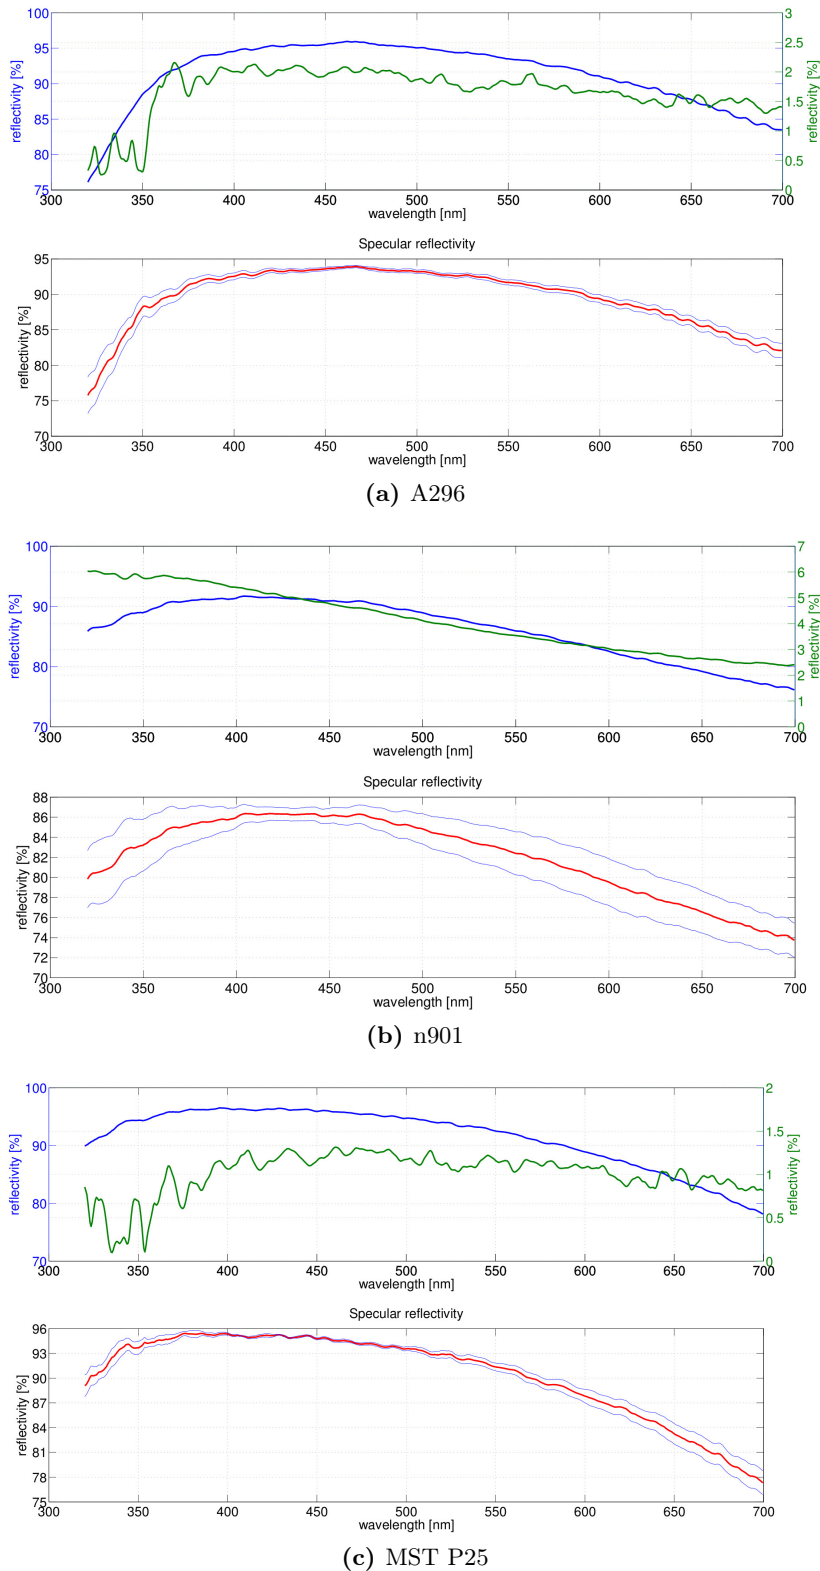 100
95
90
85
80
75
reflectivity [%]
3
2.5
2
1.5
1
0.5
0
reflectivity [%]
300 350 400 450 500 550 600 650 700
wavelength [nm]
Specular reflectivity
95
90
85
80
75
70
reflectivity [%]
300 350 400 450 500 550 600 650 700
wavelength [nm]
(a) A296
100
90
80
70
reflectivity [%]
7
6
5
4
3
2
1
0
reflectivity [%]
300 350 400 450 500 550 600 650 700
wavelength [nm]
Specular reflectivity
88
86
84
82
80
78
76
74
72
70
reflectivity [%]
300 350 400 450 500 550 600 650 700
wavelength [nm]
(b) n901
100
90
80
70
reflectivity [%]
2
1.5
1
0.5
0
reflectivity [%]
300 350 400 450 500 550 600 650 700
wavelength [nm]
Specular reflectivity
96
93
90
87
84
81
78
75
reflectivity [%]
300 350 400 450 500 550 600 650 700
wavelength [nm]
(c) MST P25